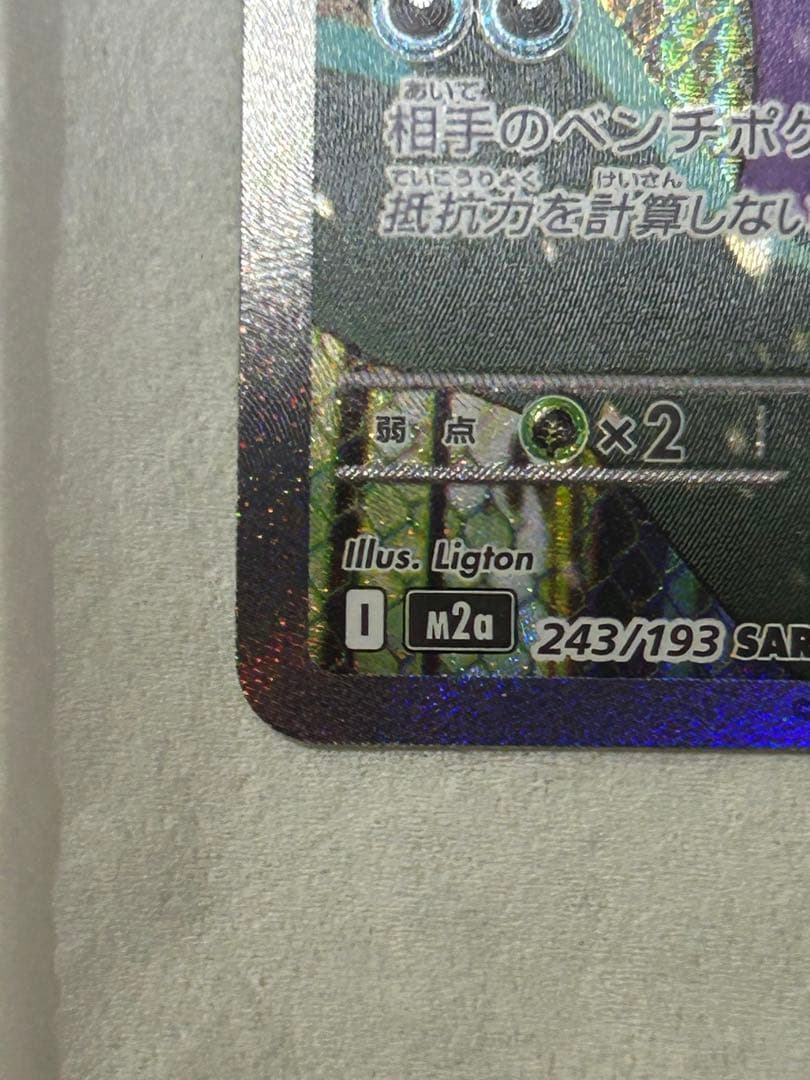 あいて
相手のベンチポケ
ていこうりょく けいさん
抵抗力を計算しない
弱点 ×2
Illus. Ligton
I M2a 243/193 SAR